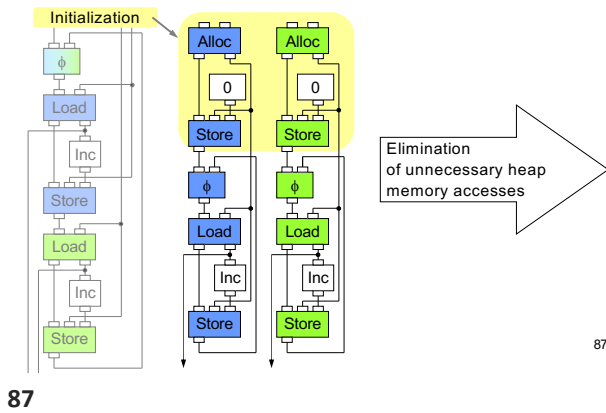 Initialization
ϕ
Load
Inc
Store
Load
Inc
Store
Alloc
0
Store
ϕ
Load
Inc
Store
Alloc
0
Store
ϕ
Load
Inc
Store
Elimination
of unnecessary heap
memory accesses
87
87